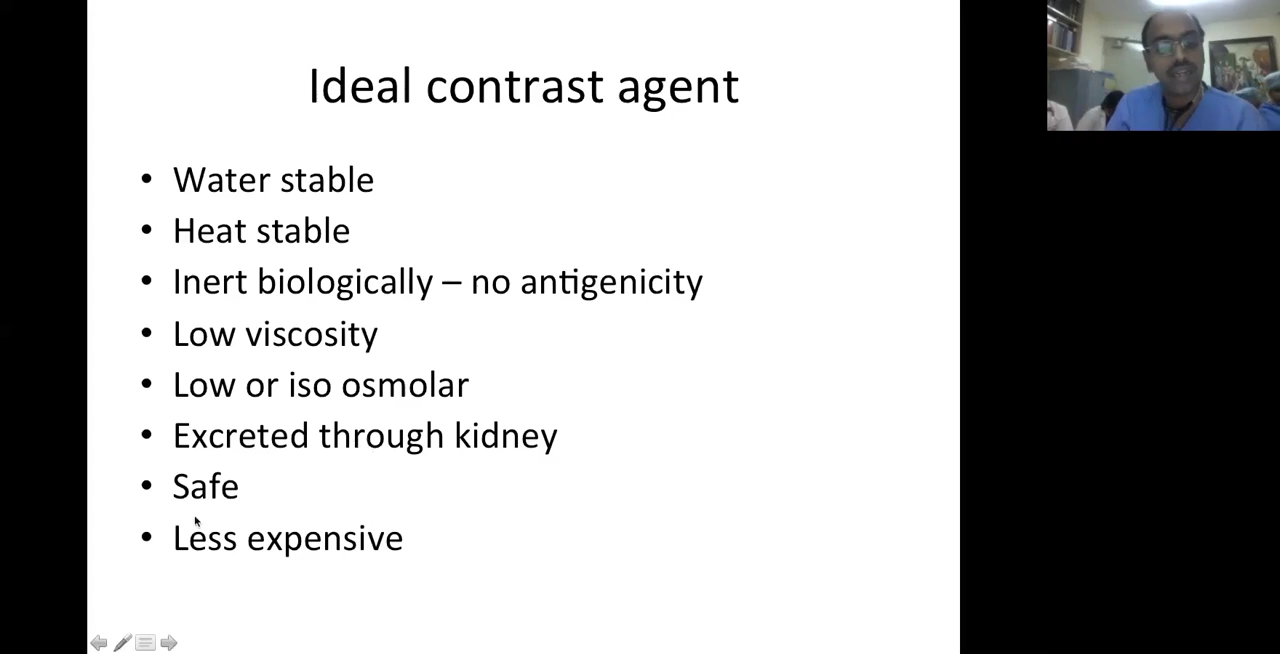 Ideal contrast agent
• Water stable
• Heat stable
• Inert biologically – no antigenicity
• Low viscosity
• Low or iso osmolar
• Excreted through kidney
• Safe
• Less expensive